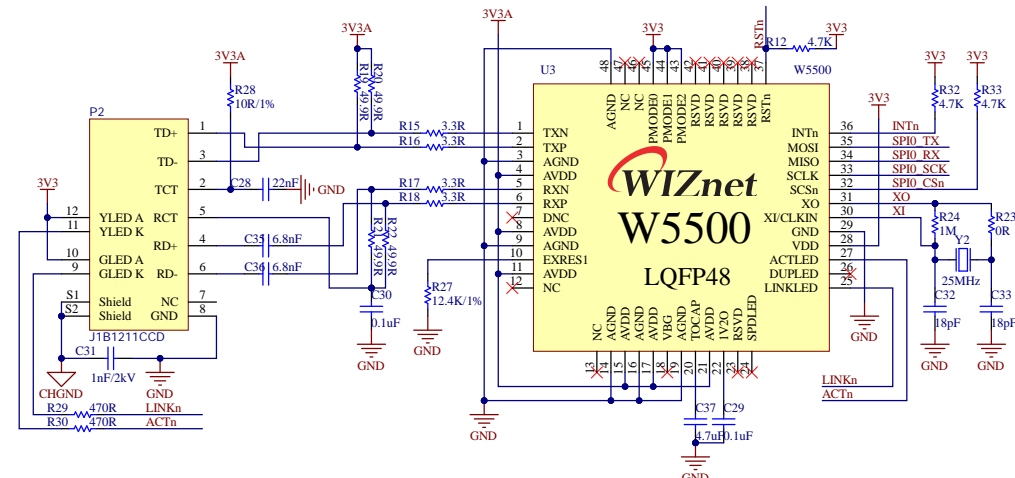 3V3A
3V3A
3V3
RSTn
R12 4.7K
3V3
3V3A
R19 49.9R
R20 49.9R
R28
10R/1%
U3
W5500
48 47 46 45 44 43 42 41 40 39 38 37
AGND NC NC PMODE0 PMODE1 PMODE2 RSVD RSVD RSVD RSVD RSVD RSTn
3V3
3V3
R32
4.7K
R33
4.7K
3V3
P2
TD+ 1
TD- 3
TCT 2
RCT 5
RD+ 4
RD- 6
NC 7
GND 8
12 YLED A
11 YLED K
10 GLED A
9 GLED K
S1 Shield
S2 Shield
J1B1211CCD
3V3
C28 22nF
GND
R15 3.3R
R16 3.3R
R17 3.3R
R18 3.3R
C35 6.8nF
C36 6.8nF
R21 49.9R
R22 49.9R
C30
0.1uF
GND
R27
12.4K/1%
GND
1 TXN
2 TXP
3 AGND
4 AVDD
5 RXN
6 RXP
7 DNC
8 AVDD
9 AGND
10 EXRES1
11 AVDD
12 NC
WIZnet
W5500
LQFP48
INTn 36 INTn
MOSI 35 SPI0_TX
MISO 34 SPI0_RX
SCLK 33 SPI0_SCK
SCSn 32 SPI0_CSn
XO 31 XO
XI/CLKIN 30 XI
GND 29
VDD 28
ACTLED 27
DUPLED 26
LINKLED 25
R24
1M
R23
0R
Y2
25MHz
C32
18pF
C33
18pF
GND
GND
GND
NC AGND AVDD AGND AVDD VBG AGND TOCAP AVDD 1V2O RSVD SPDLED
13 14 15 16 17 18 19 20 21 22 23 24
C31
1nF/2kV
CHGND
GND
R29 470R LINKn
R30 470R ACTn
LINKn
ACTn
GND
C37
4.7uF
C29
0.1uF
GND